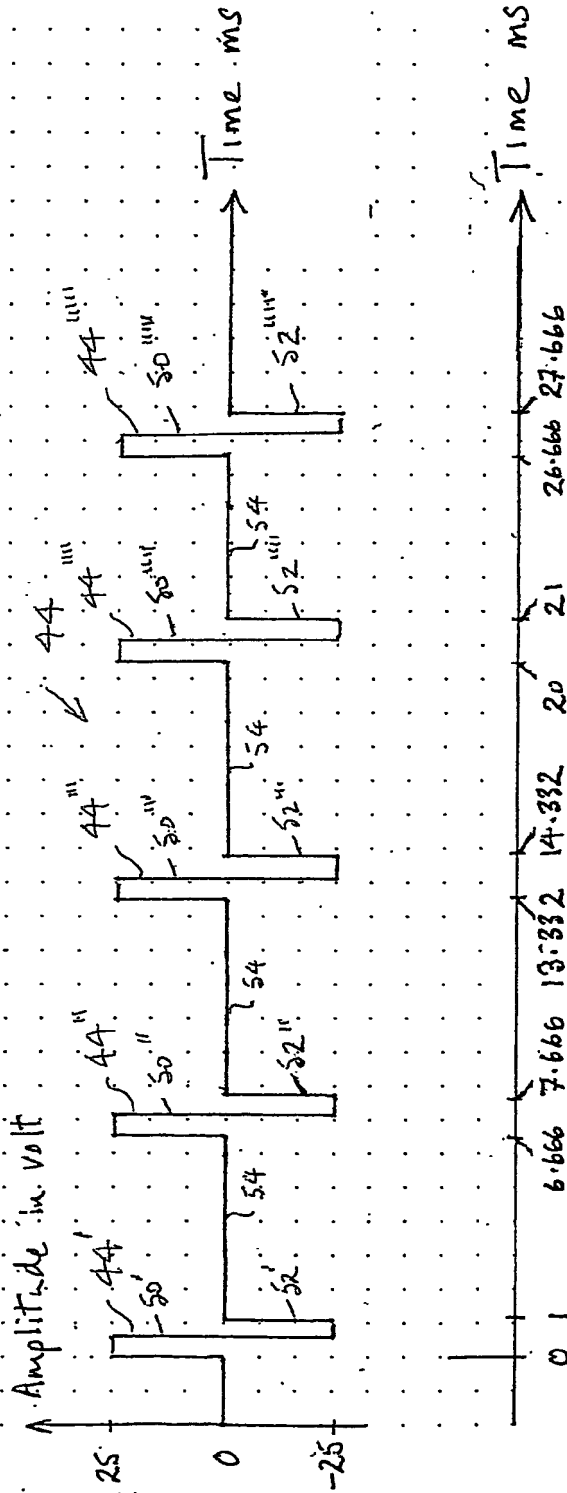 Amplitude in volt
44
44' 44'' 44''' 44'''' 44'''''
50' 50'' 50''' 50'''' 50'''''
25
0
-25
54 54 54 54
52' 52'' 52''' 52'''' 52'''''
Time ms
0 1 6.666 7.666 13.332 14.332 20 21 26.666 27.666
Time ms